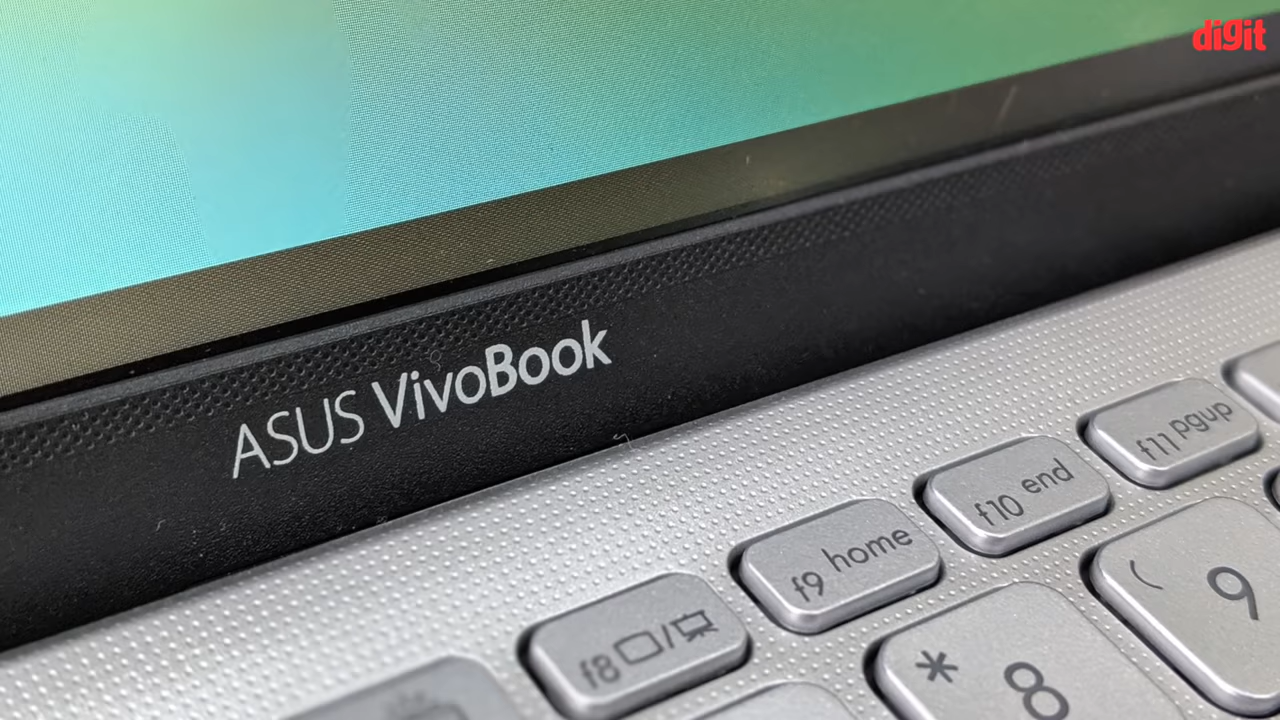 digit
ASUS VivoBook
f11 pgup
f10 end
f9 home
f8
( 9
* 8